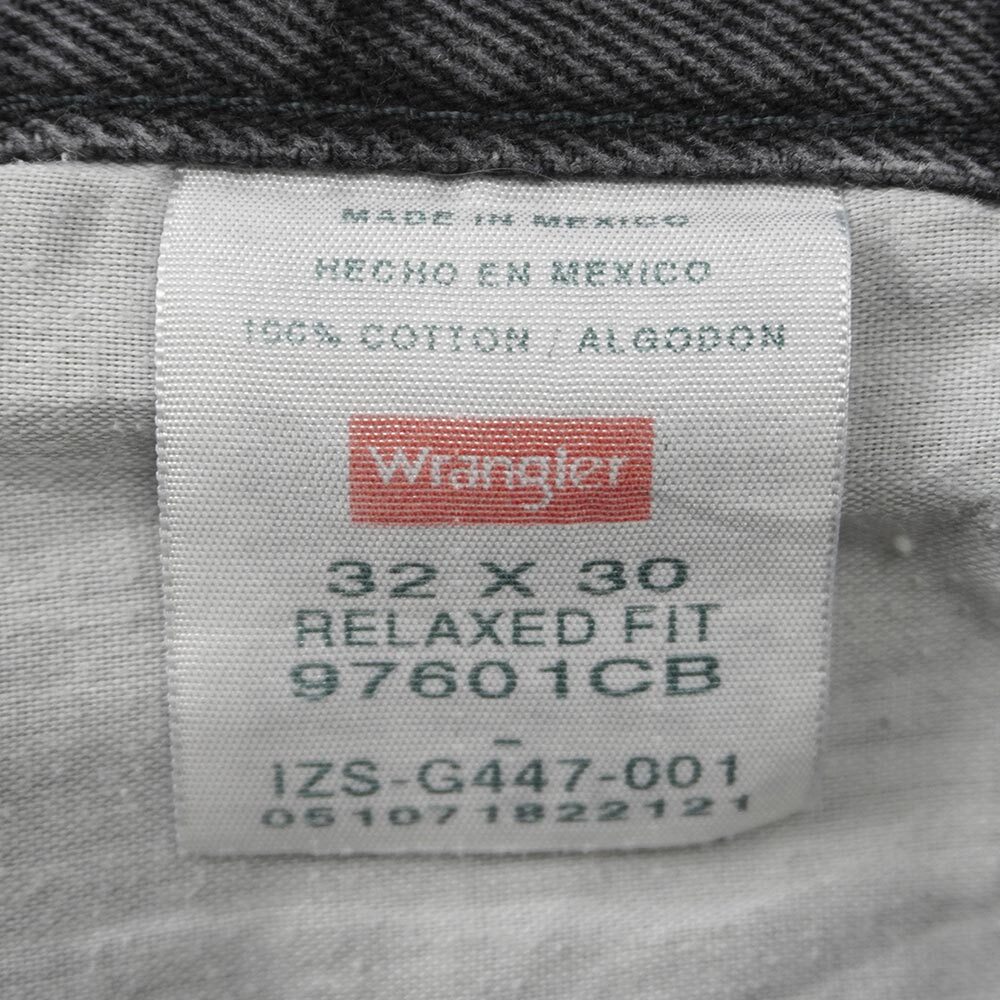 MADE IN MEXICO
HECHO EN MEXICO
100% COTTON / ALGODON
Wrangler
32 X 30
RELAXED FIT
97601CB
-
IZS-G447-001
051071822121